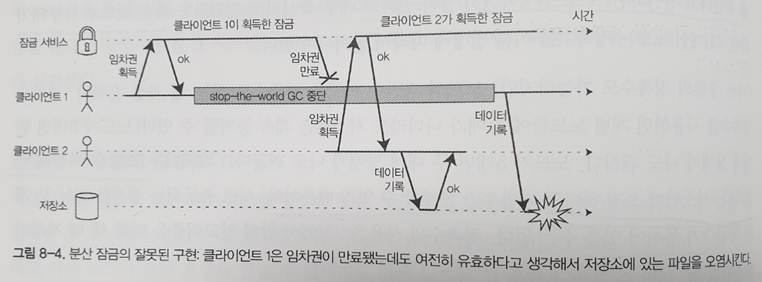 클라이언트 1이 획득한 잠금
클라이언트 2가 획득한 잠금
시간
잠금 서비스
임차권
획득
ok
임차권
만료
ok
클라이언트 1
stop-the-world GC 중단
임차권
획득
데이터
기록
클라이언트 2
데이터
기록
ok
저장소
그림 8-4. 분산 잠금의 잘못된 구현: 클라이언트 1은 임차권이 만료됐는데도 여전히 유효하다고 생각해서 저장소에 있는 파일을 오염시킨다.